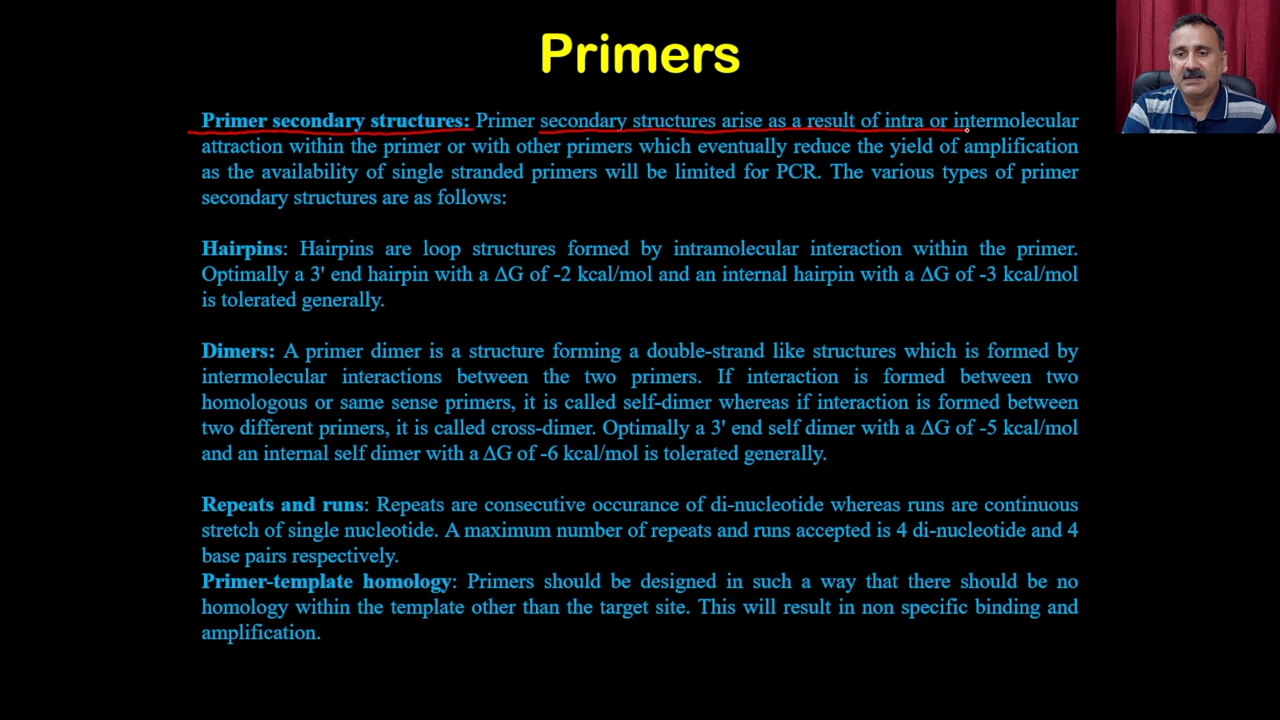 Primers
Primer secondary structures: Primer secondary structures arise as a result of intra or intermolecular
attraction within the primer or with other primers which eventually reduce the yield of amplification
as the availability of single stranded primers will be limited for PCR. The various types of primer
secondary structures are as follows:
Hairpins: Hairpins are loop structures formed by intramolecular interaction within the primer.
Optimally a 3' end hairpin with a ΔG of -2 kcal/mol and an internal hairpin with a ΔG of -3 kcal/mol
is tolerated generally.
Dimers: A primer dimer is a structure forming a double-strand like structures which is formed by
intermolecular interactions between the two primers. If interaction is formed between two
homologous or same sense primers, it is called self-dimer whereas if interaction is formed between
two different primers, it is called cross-dimer. Optimally a 3' end self dimer with a ΔG of -5 kcal/mol
and an internal self dimer with a ΔG of -6 kcal/mol is tolerated generally.
Repeats and runs: Repeats are consecutive occurance of di-nucleotide whereas runs are continuous
stretch of single nucleotide. A maximum number of repeats and runs accepted is 4 di-nucleotide and 4
base pairs respectively.
Primer-template homology: Primers should be designed in such a way that there should be no
homology within the template other than the target site. This will result in non specific binding and
amplification.